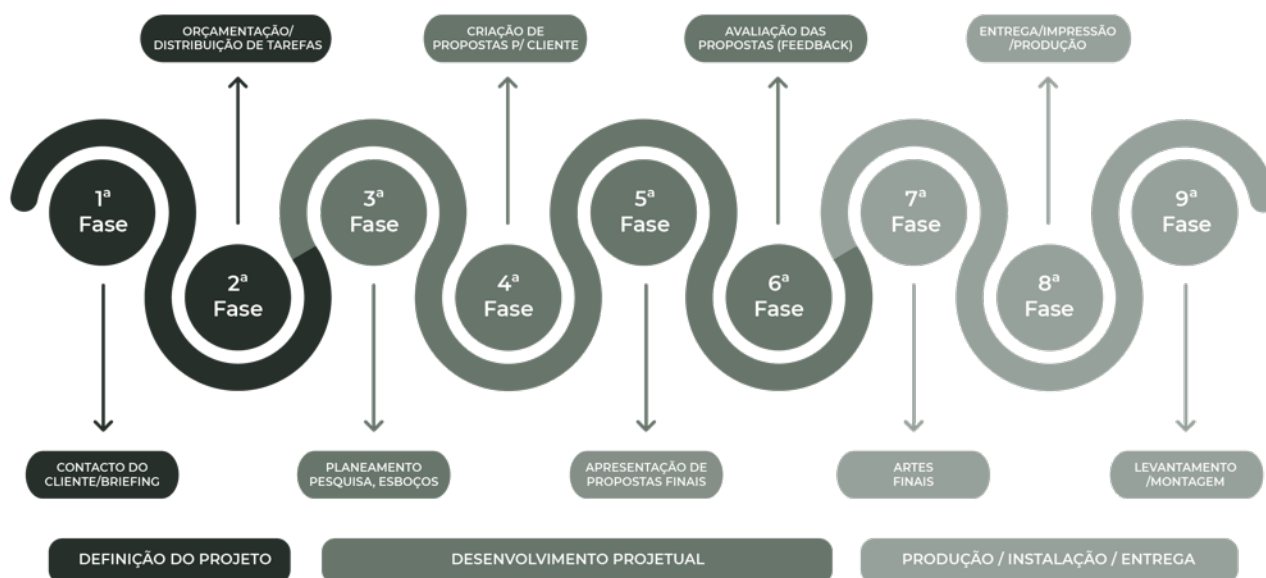 ORÇAMENTAÇÃO/
DISTRIBUIÇÃO DE TAREFAS
CRIAÇÃO DE
PROPOSTAS P/ CLIENTE
AVALIAÇÃO DAS
PROPOSTAS (FEEDBACK)
ENTREGA/IMPRESSÃO
/PRODUÇÃO
1ª
Fase
2ª
Fase
3ª
Fase
4ª
Fase
5ª
Fase
6ª
Fase
7ª
Fase
8ª
Fase
9ª
Fase
CONTACTO DO
CLIENTE/BRIEFING
PLANEAMENTO
PESQUISA, ESBOÇOS
APRESENTAÇÃO DE
PROPOSTAS FINAIS
ARTES
FINAIS
LEVANTAMENTO
/MONTAGEM
DEFINIÇÃO DO PROJETO
DESENVOLVIMENTO PROJETUAL
PRODUÇÃO / INSTALAÇÃO / ENTREGA